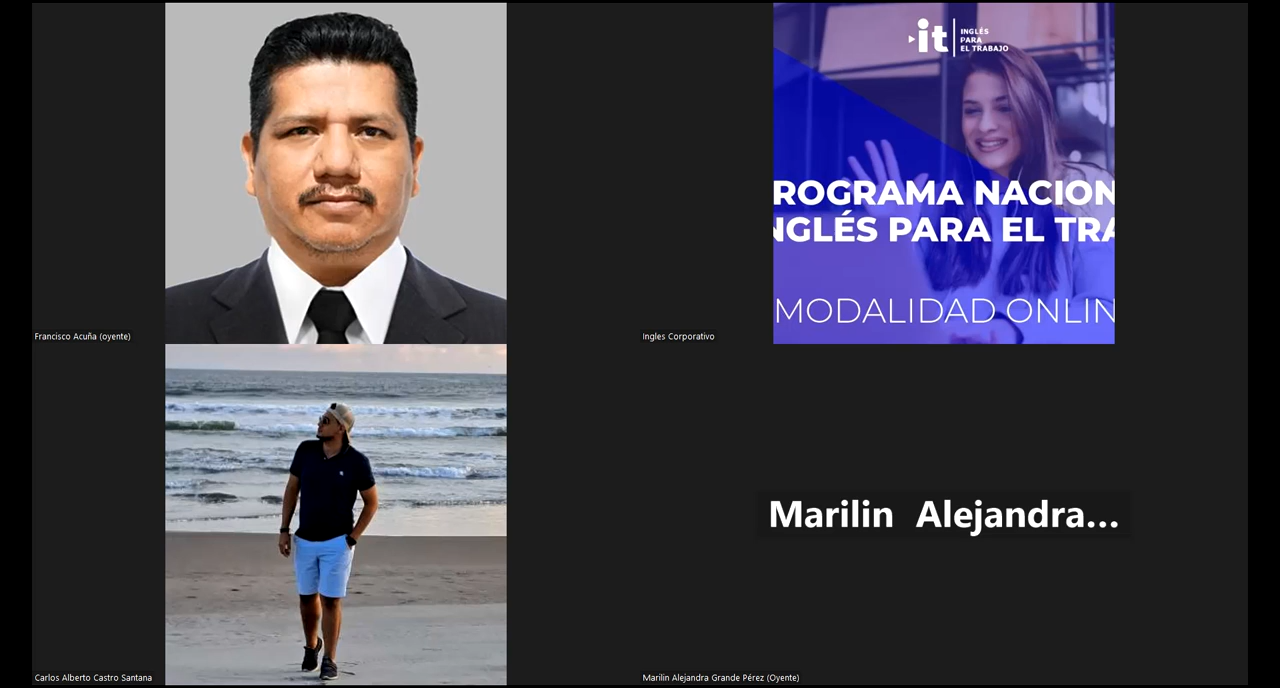 it
INGLÉS
PARA
EL TRABAJO
ROGRAMA NACION
NGLÉS PARA EL TRA
MODALIDAD ONLIN
Francisco Acuña (oyente)
Ingles Corporativo
Marilin Alejandra...
Carlos Alberto Castro Santana
Marilin Alejandra Grande Pérez (Oyente)